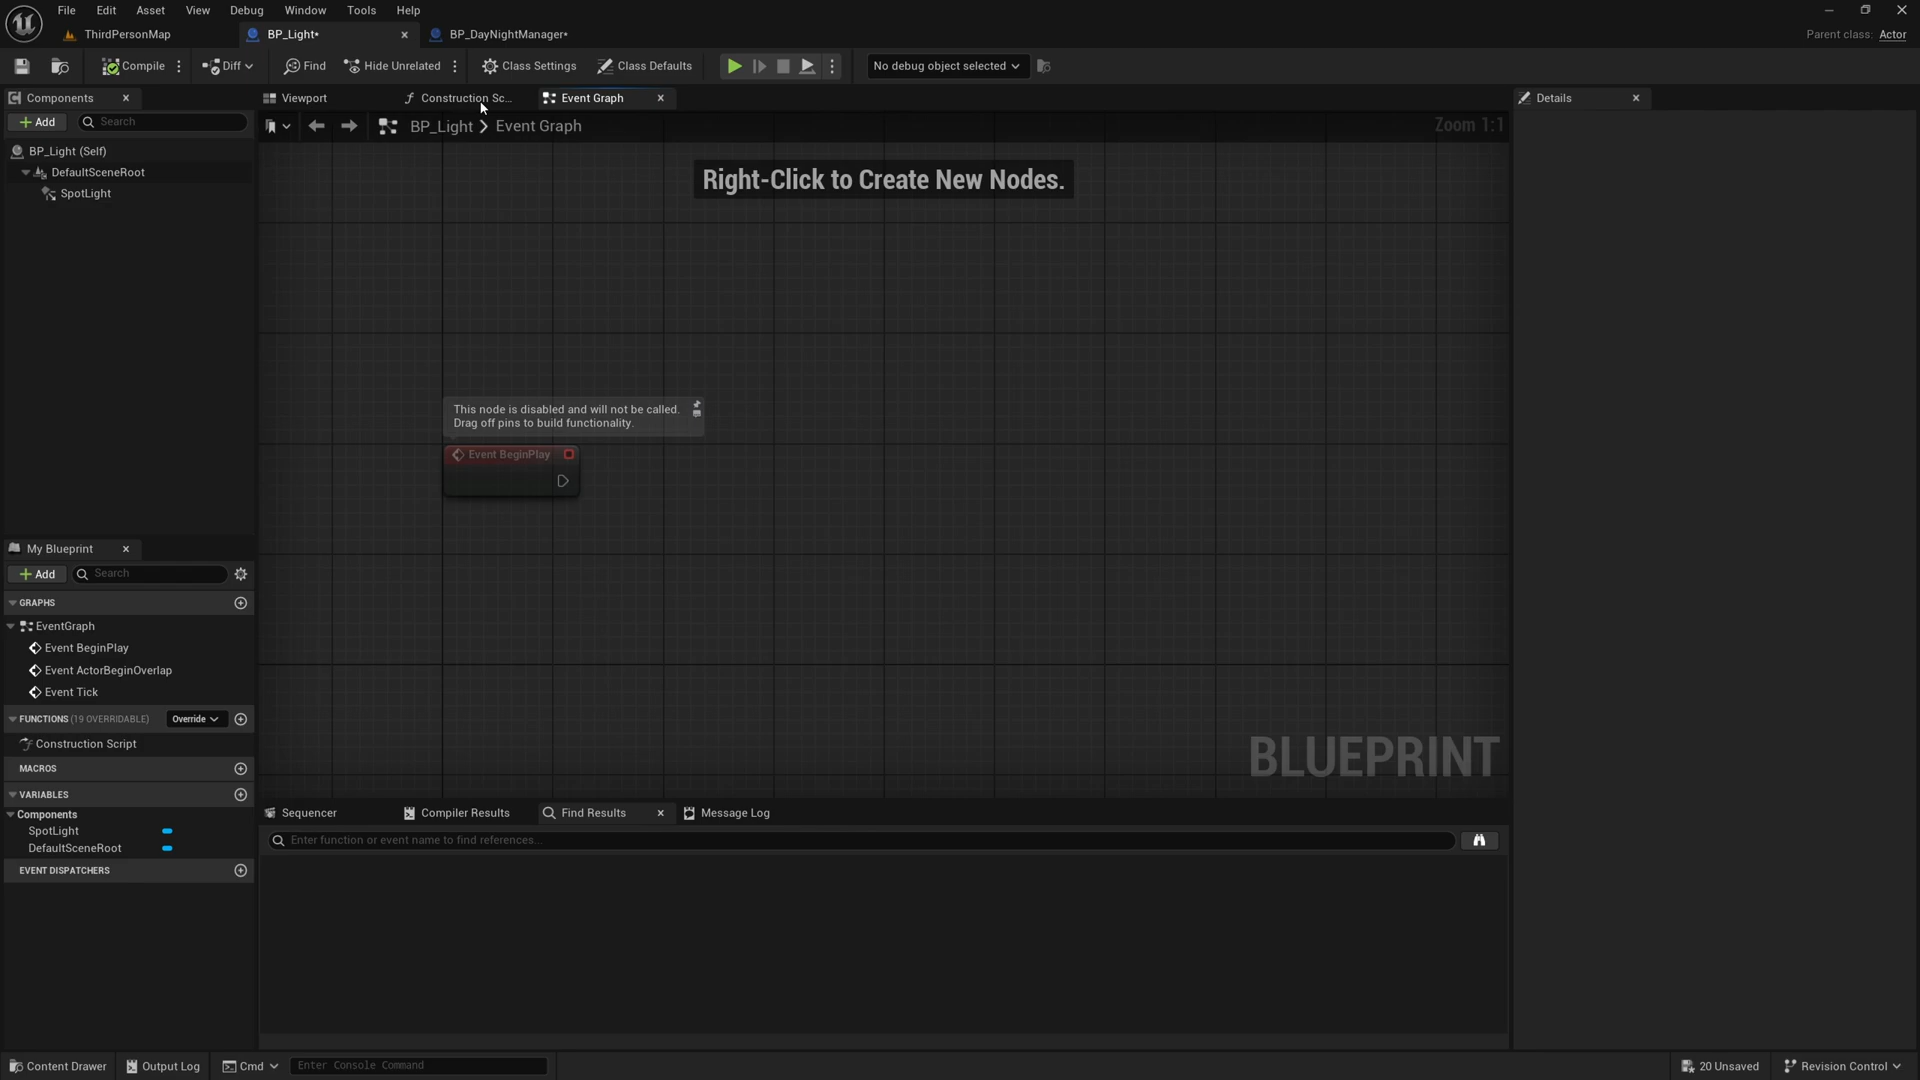 File Edit Asset View Debug Window Tools Help
ThirdPersonMap
BP_Light*
BP_DayNightManager*
Parent class: Actor
Compile
Diff
Find
Hide Unrelated
Class Settings
Class Defaults
No debug object selected
Components
Viewport
Construction Sc...
Event Graph
Details
Add
Search
BP_Light > Event Graph
Zoom 1:1
BP_Light (Self)
DefaultSceneRoot
SpotLight
Right-Click to Create New Nodes.
This node is disabled and will not be called.
Drag off pins to build functionality.
Event BeginPlay
My Blueprint
Add
Search
GRAPHS
EventGraph
Event BeginPlay
Event ActorBeginOverlap
Event Tick
FUNCTIONS (19 OVERRIDABLE)
Override
Construction Script
MACROS
VARIABLES
Components
SpotLight
DefaultSceneRoot
EVENT DISPATCHERS
BLUEPRINT
Sequencer
Compiler Results
Find Results
Message Log
Enter function or event name to find references...
Content Drawer
Output Log
Cmd
Enter Console Command
20 Unsaved
Revision Control